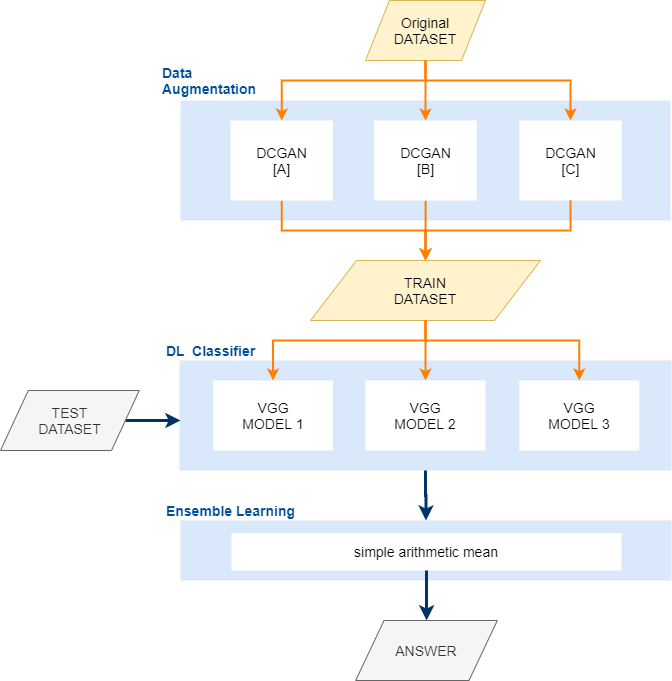 Original
DATASET
Data
Augmentation
DCGAN
[A]
DCGAN
[B]
DCGAN
[C]
TRAIN
DATASET
DL Classifier
TEST
DATASET
VGG
MODEL 1
VGG
MODEL 2
VGG
MODEL 3
Ensemble Learning
simple arithmetic mean
ANSWER